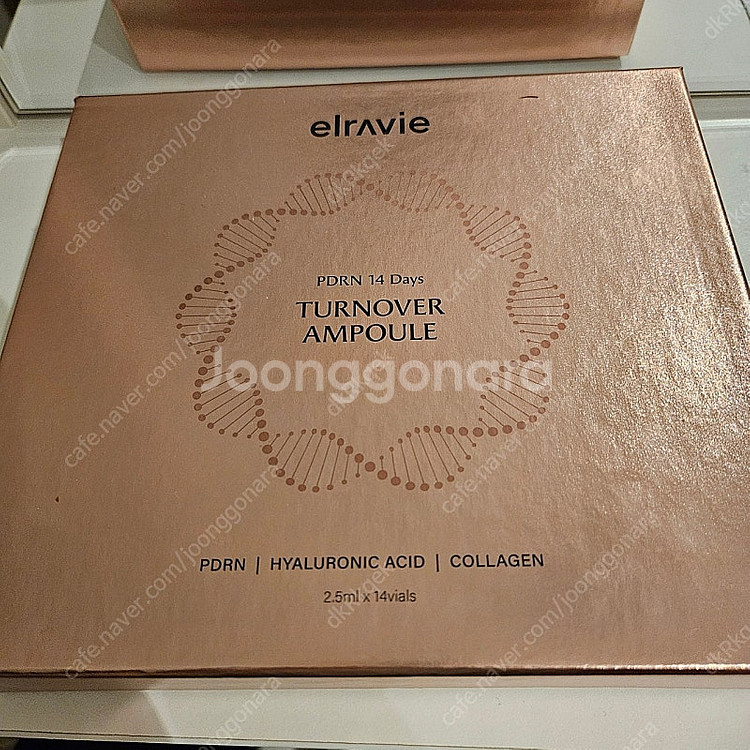 elravie
PDRN 14 Days
TURNOVER
AMPOULE
Joonggonara
PDRN | HYALURONIC ACID | COLLAGEN
2.5ml x 14vials
cafe.naver.com/joonggonara